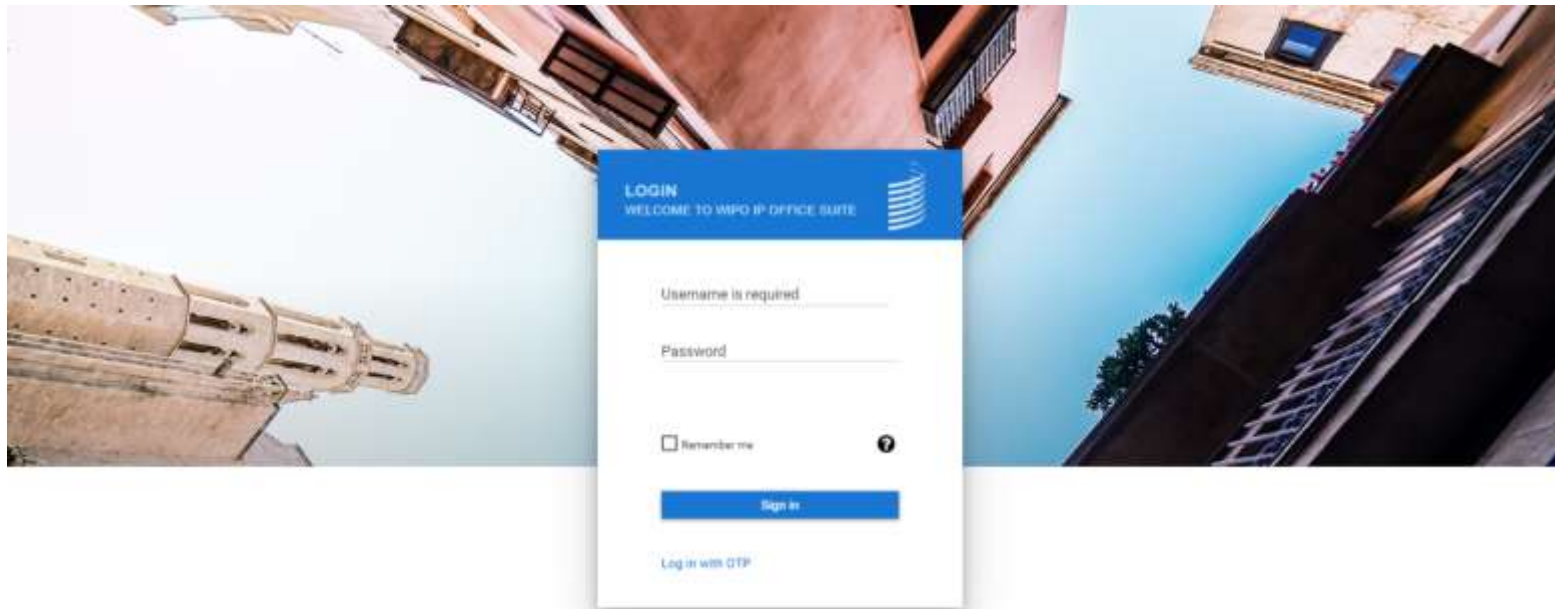 LOGIN
WELCOME TO WIPO IP OFFICE SUITE
Username is required
Password
Remember me
Sign in
Log in with OTP